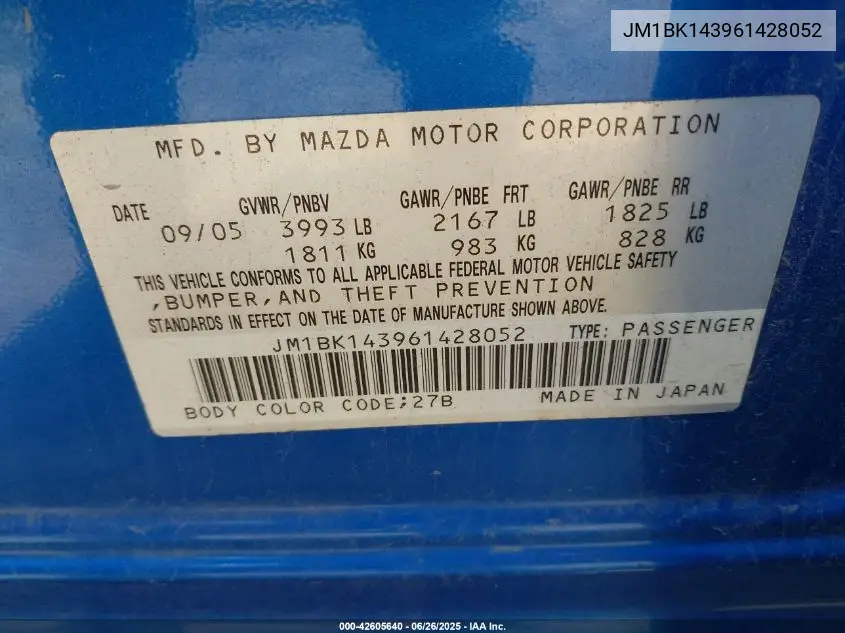 JM1BK143961428052
MFD. BY MAZDA MOTOR CORPORATION
DATE GVWR/PNBV GAWR/PNBE FRT GAWR/PNBE RR
09/05 3993 LB 2167 LB 1825 LB
1811 KG 983 KG 828 KG
THIS VEHICLE CONFORMS TO ALL APPLICABLE FEDERAL MOTOR VEHICLE SAFETY
,BUMPER,AND THEFT PREVENTION
STANDARDS IN EFFECT ON THE DATE OF MANUFACTURE SHOWN ABOVE.
JM1BK143961428052 TYPE: PASSENGER
BODY COLOR CODE;27B MADE IN JAPAN
000-42605640 - 06/26/2025 - IAA Inc.